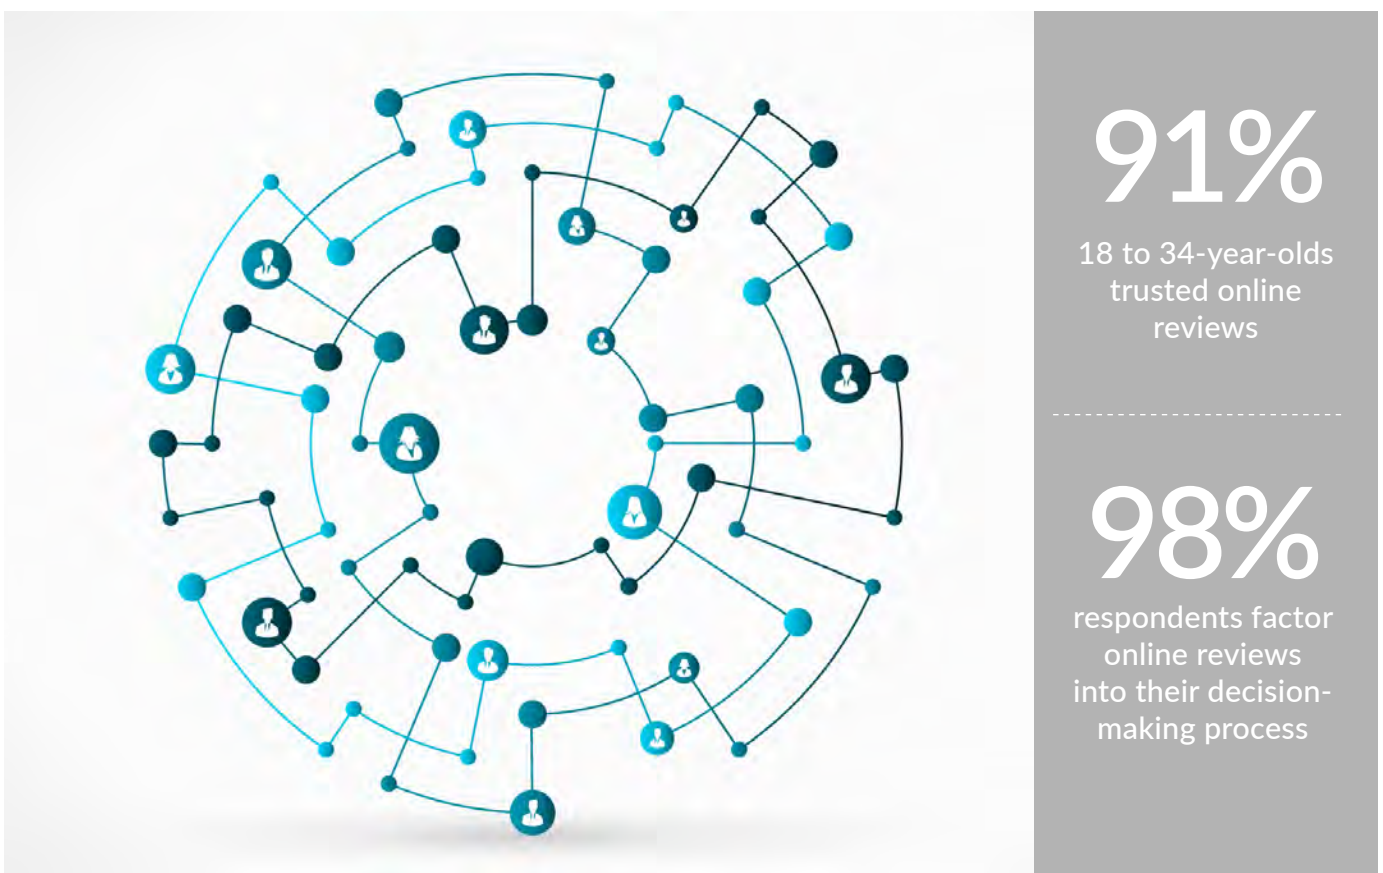 91%
18 to 34-year-olds
trusted online
reviews
98%
respondents factor
online reviews
into their decision-
making process